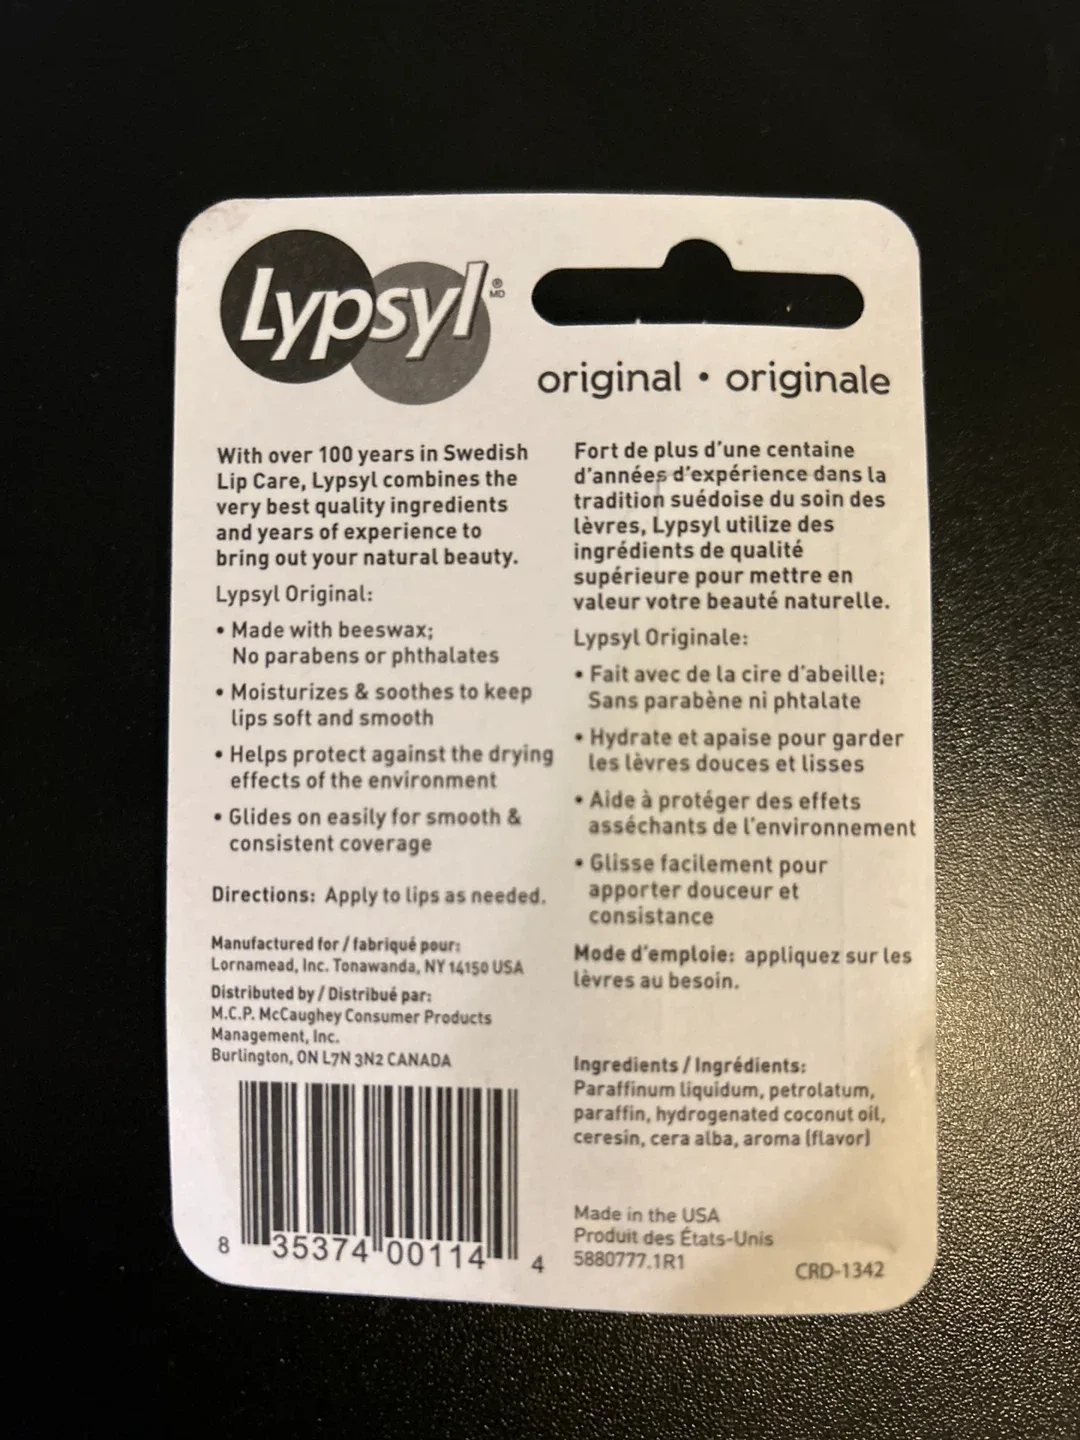 Lypsyl®
MD
original • originale
With over 100 years in Swedish
Lip Care, Lypsyl combines the
very best quality ingredients
and years of experience to
bring out your natural beauty.
Lypsyl Original:
• Made with beeswax;
No parabens or phthalates
• Moisturizes & soothes to keep
lips soft and smooth
• Helps protect against the drying
effects of the environment
• Glides on easily for smooth &
consistent coverage
Directions: Apply to lips as needed.
Manufactured for / fabriqué pour:
Lornamead, Inc. Tonawanda, NY 14150 USA
Distributed by / Distribué par:
M.C.P. McCaughey Consumer Products
Management, Inc.
Burlington, ON L7N 3N2 CANADA
8 35374 00114 4
Fort de plus d'une centaine
d'années d'expérience dans la
tradition suédoise du soin des
lèvres, Lypsyl utilize des
ingrédients de qualité
supérieure pour mettre en
valeur votre beauté naturelle.
Lypsyl Originale:
• Fait avec de la cire d'abeille;
Sans parabène ni phtalate
• Hydrate et apaise pour garder
les lèvres douces et lisses
• Aide à protéger des effets
asséchants de l'environnement
• Glisse facilement pour
apporter douceur et
consistance
Mode d'emploie: appliquez sur les
lèvres au besoin.
Ingredients / Ingrédients:
Paraffinum liquidum, petrolatum,
paraffin, hydrogenated coconut oil,
ceresin, cera alba, aroma (flavor)
Made in the USA
Produit des États-Unis
5880777.1R1
CRD-1342